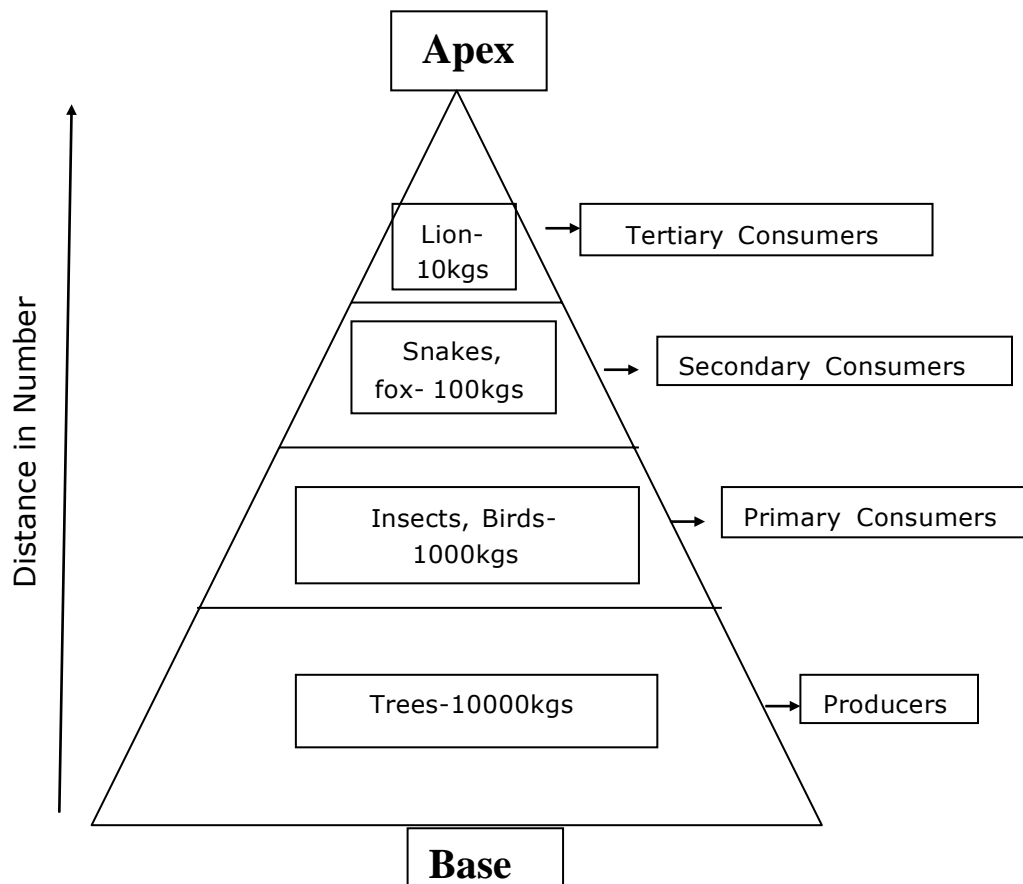 Apex
Lion-
10kgs
Tertiary Consumers
Snakes,
fox- 100kgs
Secondary Consumers
Distance in Number
Insects, Birds-
1000kgs
Primary Consumers
Trees-10000kgs
Producers
Base